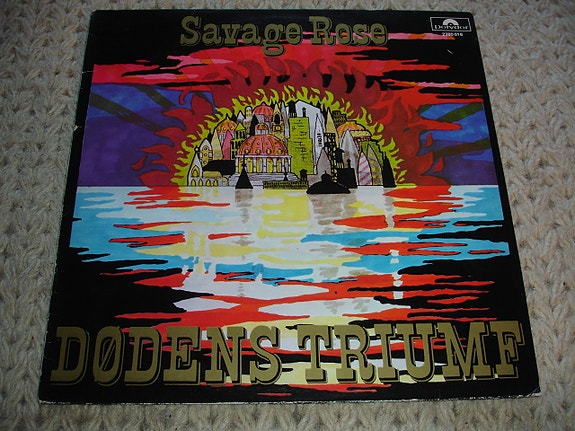 Savage Rose
Polydor
DØDENS TRIUMF